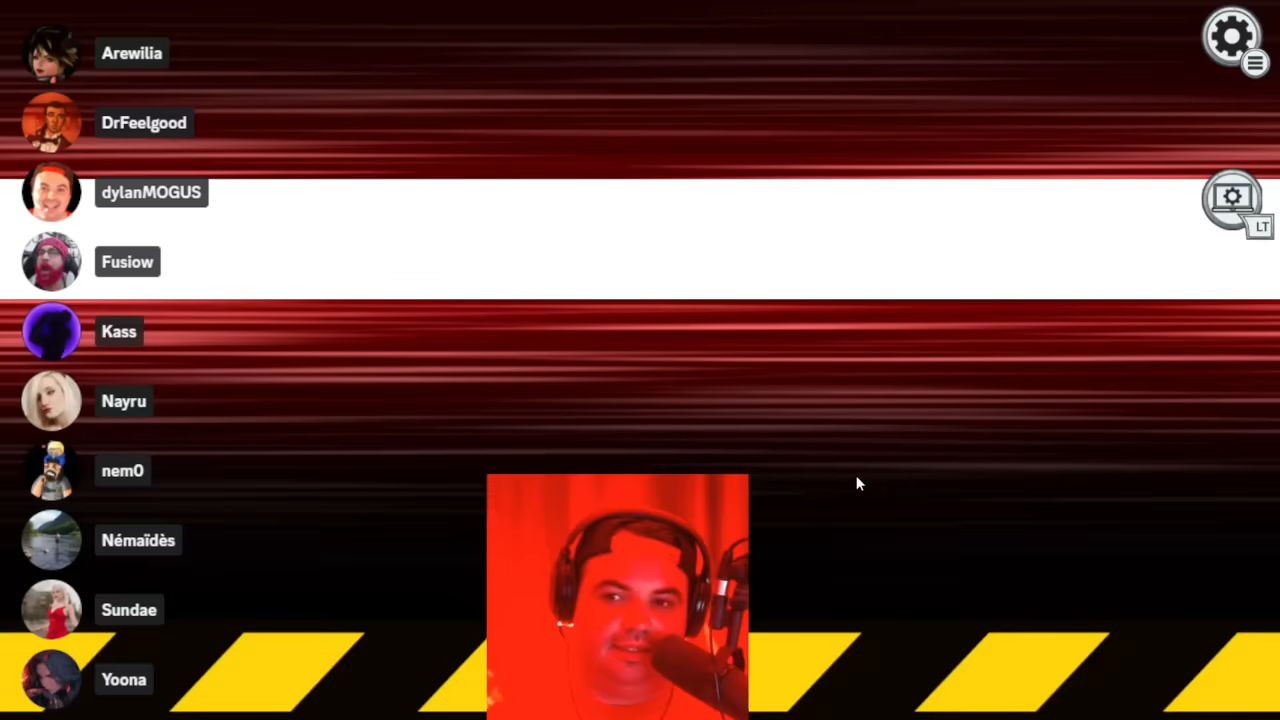 Arewilia
DrFeelgood
dylanMOGUS
Fusiow
LT
Kass
Nayru
nem0
Némaïdès
Sundae
Yoona